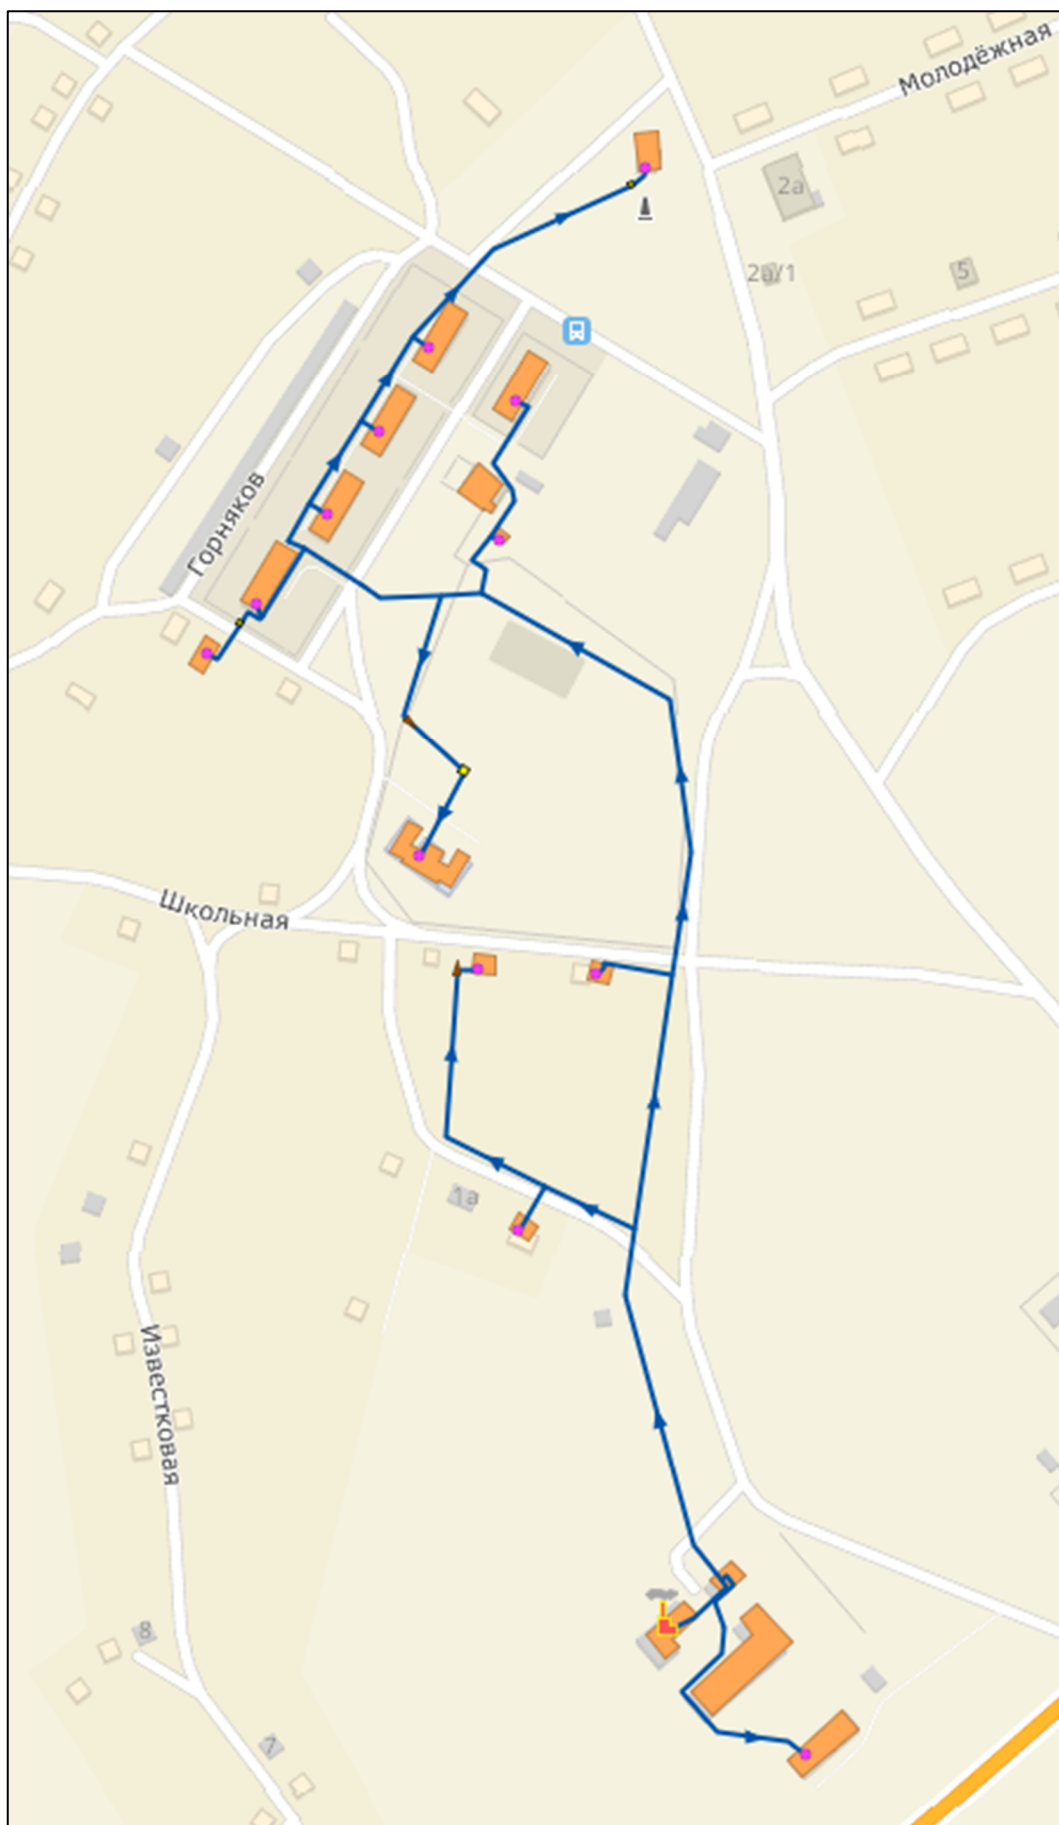 Молодёжная
2а
2а/1
5
Горняков
Школьная
1а
Известковая
8
7